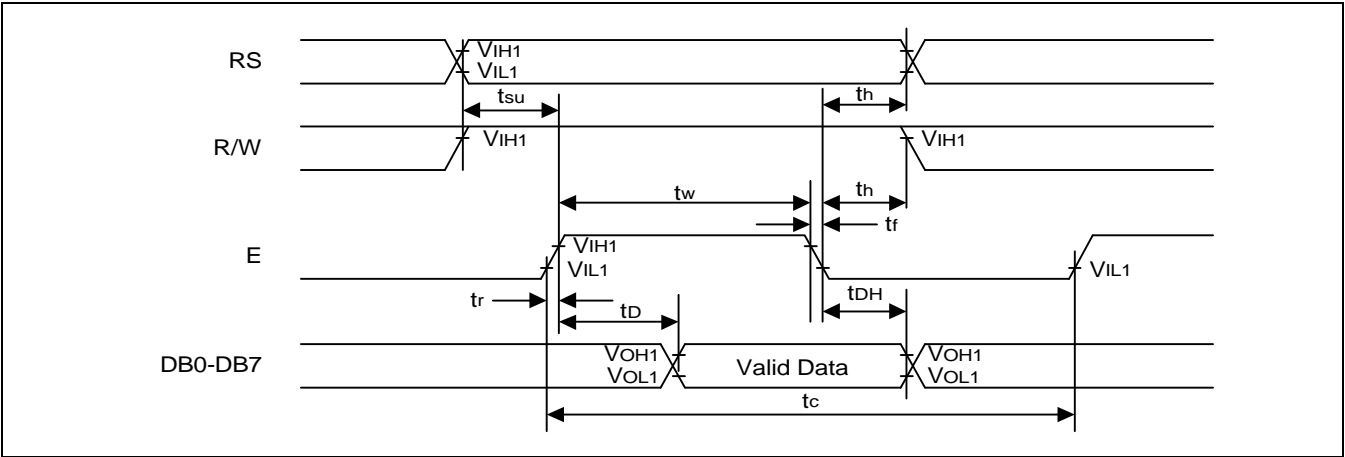 RS
VIH1
VIL1
tsu
th
R/W
VIH1
VIH1
tw
th
tf
E
VIH1
VIL1
VIL1
tr
tD
tDH
DB0-DB7
VOH1
VOL1
Valid Data
VOH1
VOL1
tc